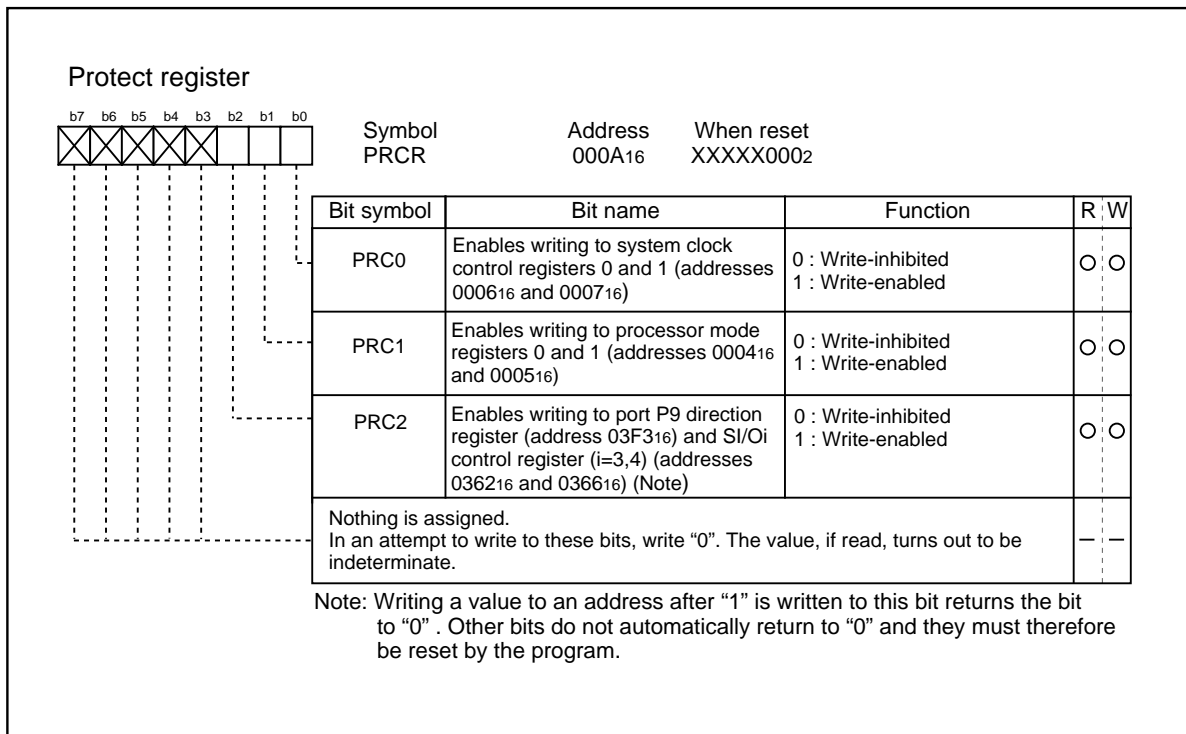 Protect register
b7 b6 b5 b4 b3 b2 b1 b0
Symbol Address When reset
PRCR 000A16 XXXXX0002
Bit symbol Bit name Function R W
PRC0 Enables writing to system clock control registers 0 and 1 (addresses 000616 and 000716) 0 : Write-inhibited 1 : Write-enabled O O
PRC1 Enables writing to processor mode registers 0 and 1 (addresses 000416 and 000516) 0 : Write-inhibited 1 : Write-enabled O O
PRC2 Enables writing to port P9 direction register (address 03F316) and SI/Oi control register (i=3,4) (addresses 036216 and 036616) (Note) 0 : Write-inhibited 1 : Write-enabled O O
Nothing is assigned.
In an attempt to write to these bits, write “0”. The value, if read, turns out to be
indeterminate. – –
Note: Writing a value to an address after “1” is written to this bit returns the bit
to “0” . Other bits do not automatically return to “0” and they must therefore
be reset by the program.